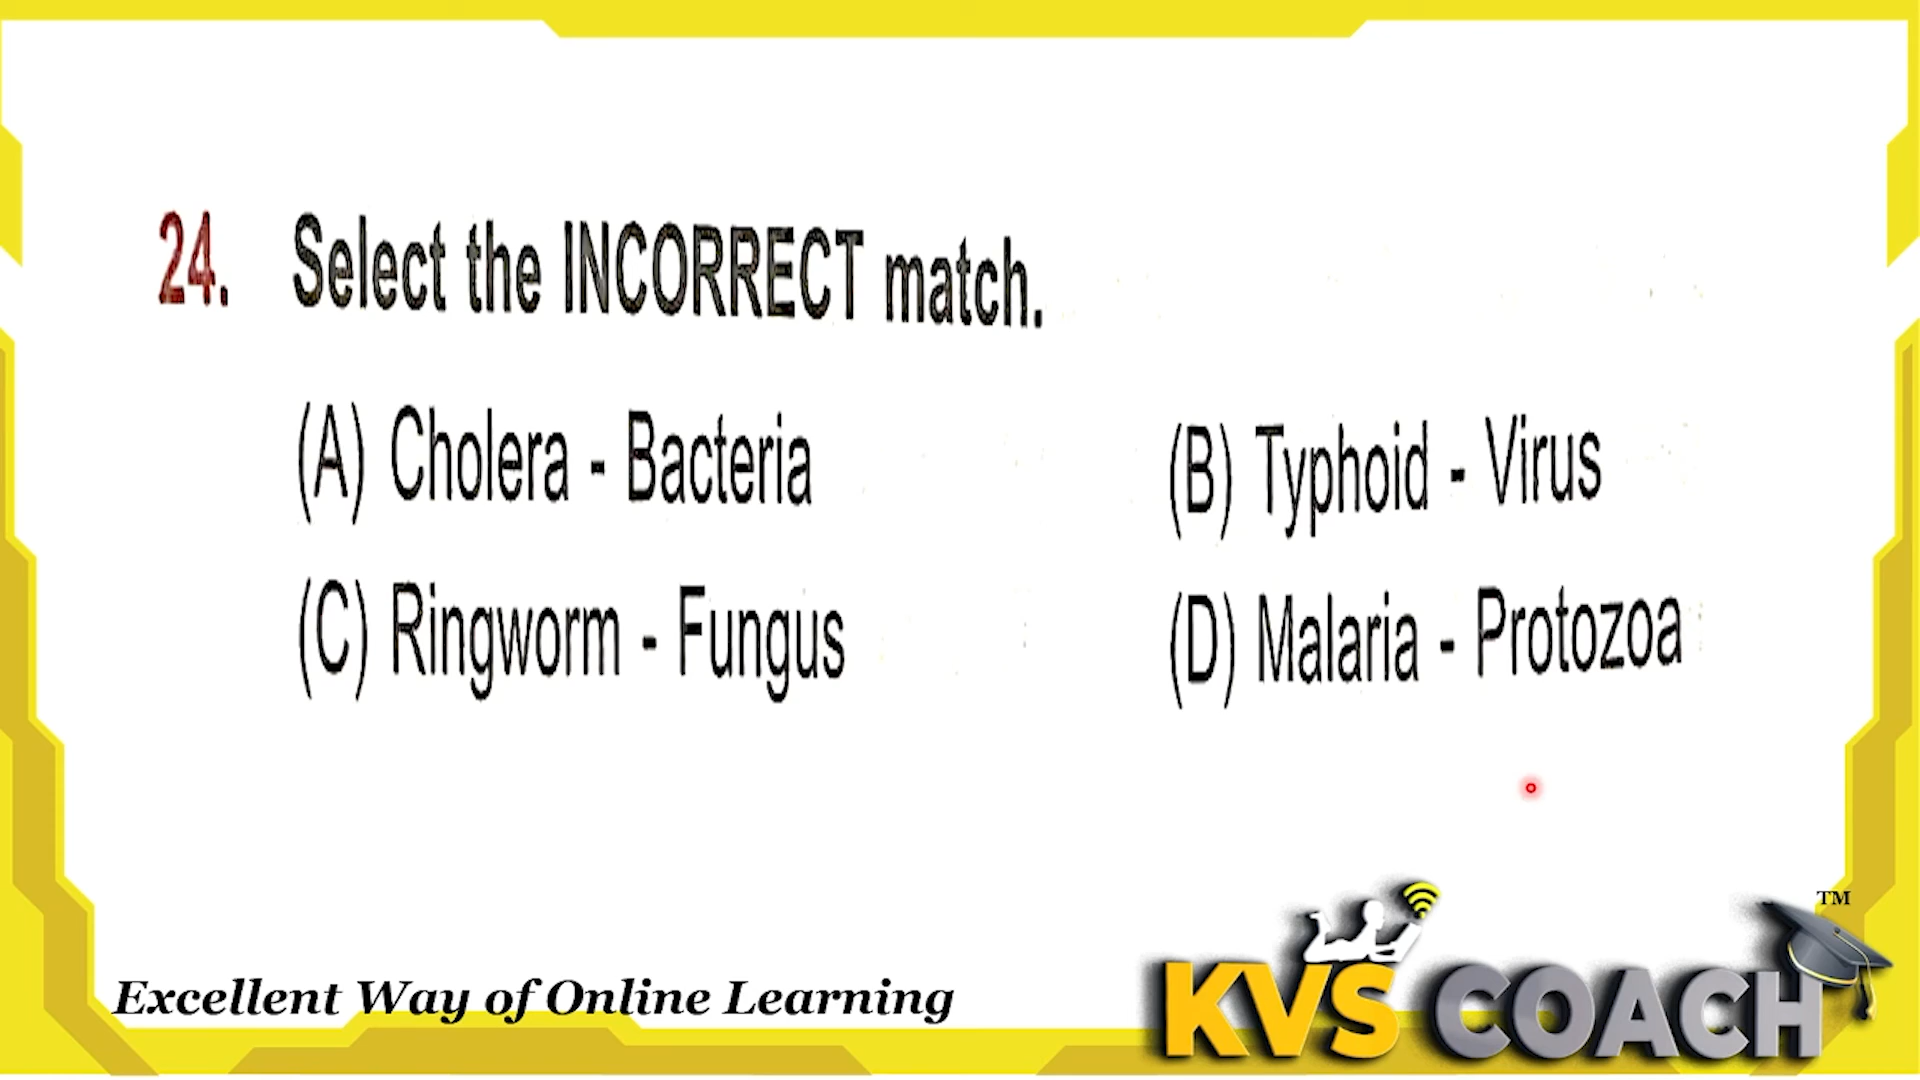 24. Select the INCORRECT match.
(A) Cholera - Bacteria (B) Typhoid - Virus
(C) Ringworm - Fungus (D) Malaria - Protozoa
Excellent Way of Online Learning
KVS COACH TM